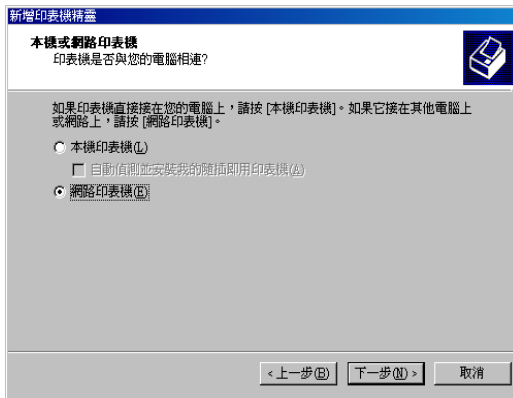 新增印表機精靈
本機或網路印表機
印表機是否與您的電腦相連?
如果印表機直接接在您的電腦上，請按 [本機印表機]。如果它接在其他電腦上
或網路上，請按 [網路印表機]。
本機印表機(L)
自動偵測並安裝我的隨插即用印表機(A)
網路印表機(E)
<上一步(B) 下一步(N)> 取消